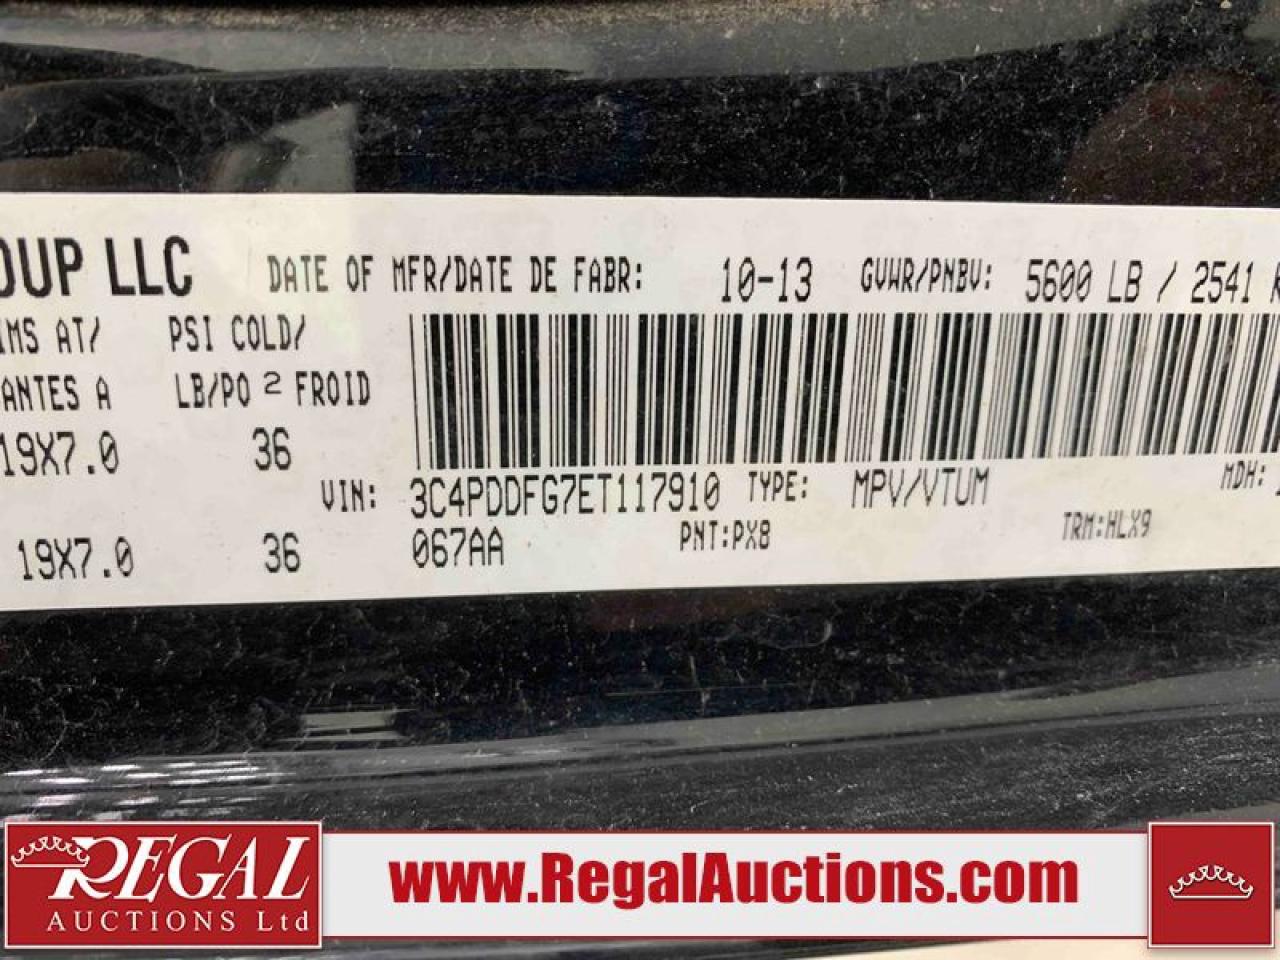 OUP LLC DATE OF MFR/DATE DE FABR: 10-13 GVWR/PNBV: 5600 LB / 2541
IMS AT/ PSI COLD/
ANTES A LB/PO 2 FROID
19X7.0 36
VIN: 3C4PDDFG7ET117910 TYPE: MPV/VTUM MDH:
19X7.0 36 067AA PNT:PX8 TRM:HLX9
REGAL
AUCTIONS Ltd
www.RegalAuctions.com